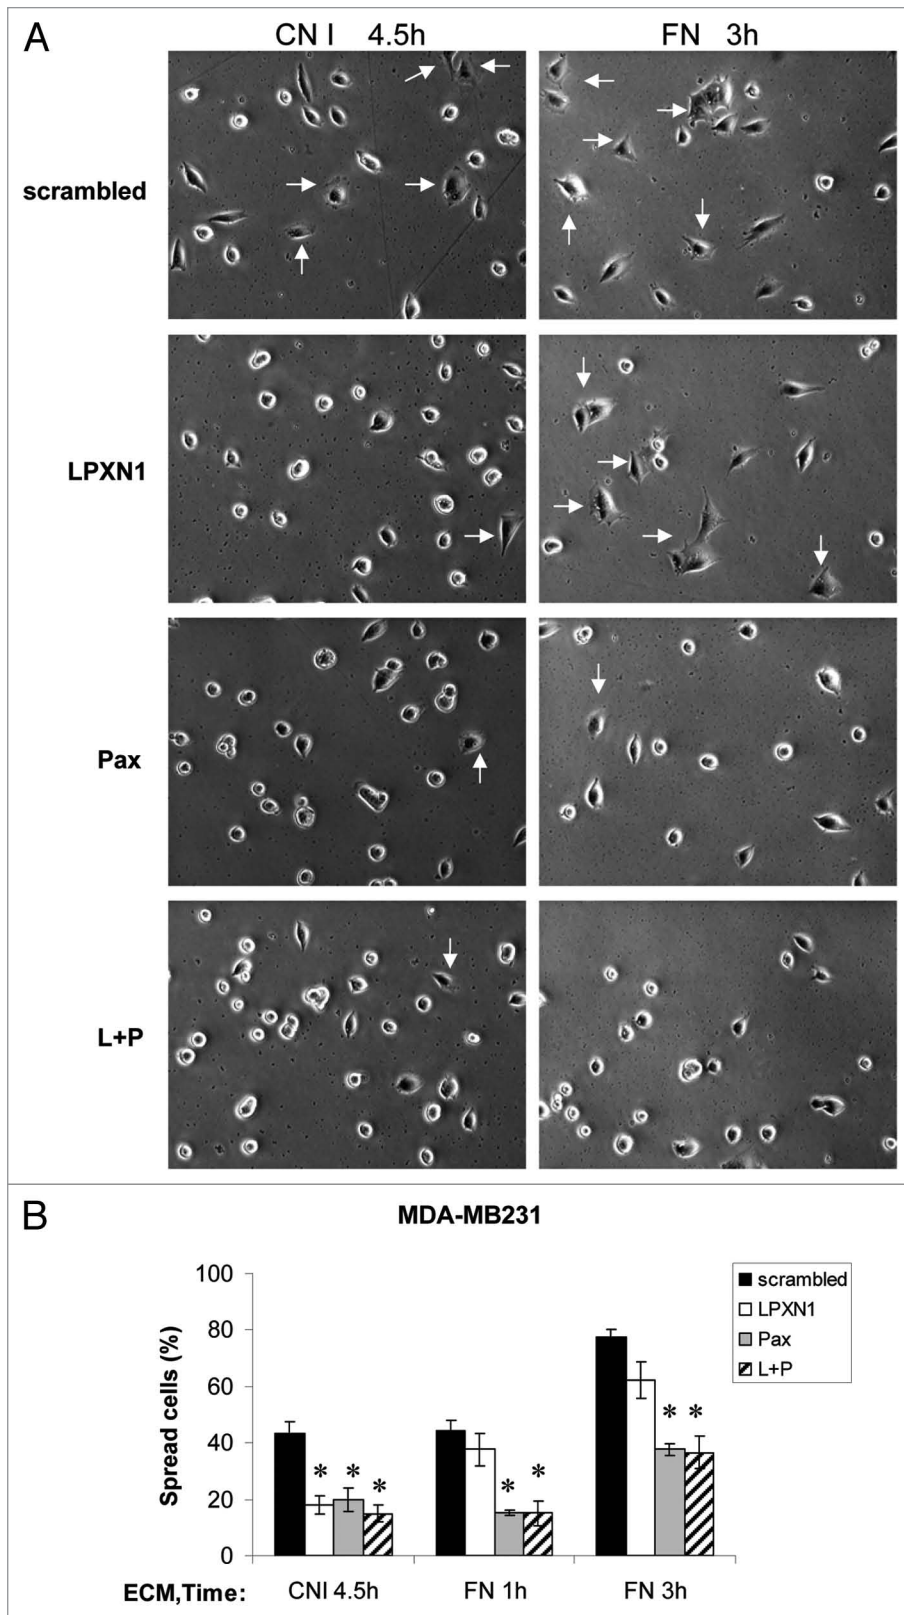 A
CN I 4.5h
FN 3h
scrambled
LPXN1
Pax
L+P
B
MDA-MB231
Spread cells (%)
100
80
60
40
20
0
scrambled
LPXN1
Pax
L+P
* * *
* *
* *
ECM,Time: CNI 4.5h FN 1h FN 3h